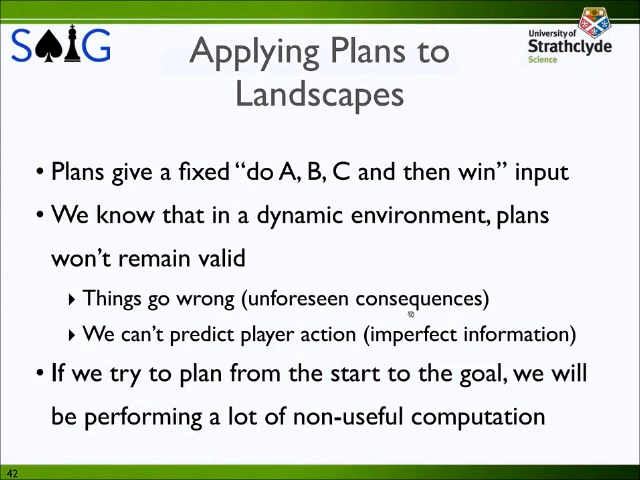 S♠♟G
University of
Strathclyde
Science
Applying Plans to
Landscapes
• Plans give a fixed “do A, B, C and then win” input
• We know that in a dynamic environment, plans
won’t remain valid
‣ Things go wrong (unforeseen consequences)
‣ We can’t predict player action (imperfect information)
• If we try to plan from the start to the goal, we will
be performing a lot of non-useful computation
42